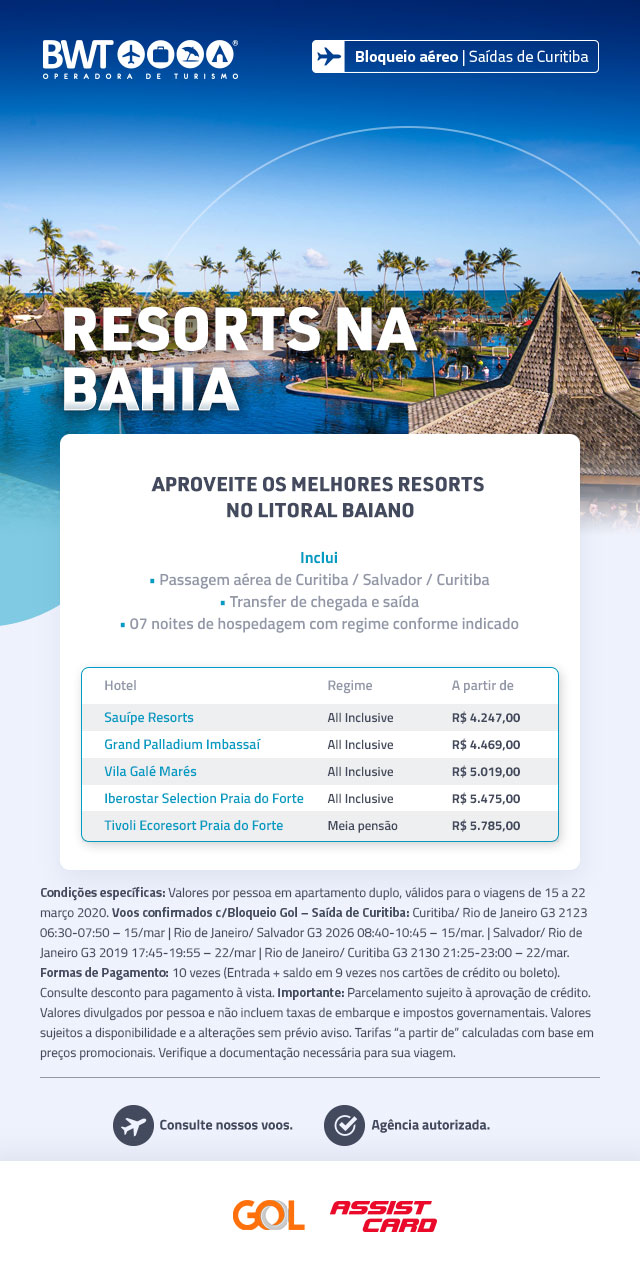 BWT
OPERADORA DE TURISMO
Bloqueio aéreo | Saídas de Curitiba
RESORTS NA
BAHIA
APROVEITE OS MELHORES RESORTS
NO LITORAL BAIANO
Inclui
▪ Passagem aérea de Curitiba / Salvador / Curitiba
▪ Transfer de chegada e saída
▪ 07 noites de hospedagem com regime conforme indicado
Hotel Regime A partir de
Sauípe Resorts All Inclusive R$ 4.247,00
Grand Palladium Imbassaí All Inclusive R$ 4.469,00
Vila Galé Marés All Inclusive R$ 5.019,00
Iberostar Selection Praia do Forte All Inclusive R$ 5.475,00
Tivoli Ecoresort Praia do Forte Meia pensão R$ 5.785,00
Condições específicas: Valores por pessoa em apartamento duplo, válidos para o viagens de 15 a 22
março 2020. Voos confirmados c/Bloqueio Gol – Saída de Curitiba: Curitiba/ Rio de Janeiro G3 2123
06:30-07:50 – 15/mar | Rio de Janeiro/ Salvador G3 2026 08:40-10:45 – 15/mar. | Salvador/ Rio de
Janeiro G3 2019 17:45-19:55 – 22/mar | Rio de Janeiro/ Curitiba G3 2130 21:25-23:00 – 22/mar.
Formas de Pagamento: 10 vezes (Entrada + saldo em 9 vezes nos cartões de crédito ou boleto).
Consulte desconto para pagamento à vista. Importante: Parcelamento sujeito à aprovação de crédito.
Valores divulgados por pessoa e não incluem taxas de embarque e impostos governamentais. Valores
sujeitos a disponibilidade e a alterações sem prévio aviso. Tarifas “a partir de” calculadas com base em
preços promocionais. Verifique a documentação necessária para sua viagem.
Consulte nossos voos. Agência autorizada.
GOL ASSIST
CARD